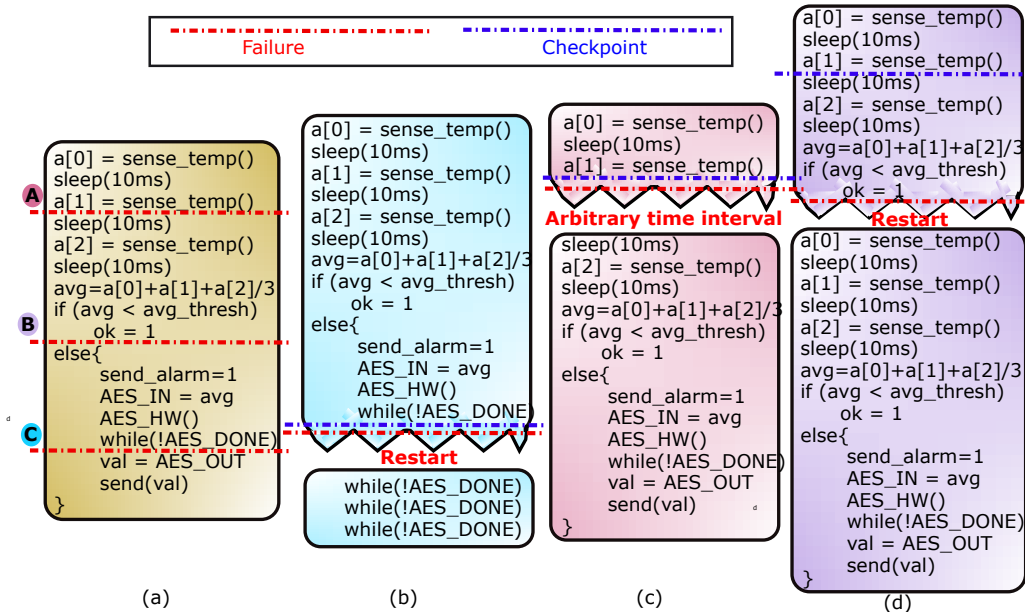 Failure
Checkpoint
A
B
C
d
a[0] = sense_temp()
sleep(10ms)
a[1] = sense_temp()
sleep(10ms)
a[2] = sense_temp()
sleep(10ms)
avg=a[0]+a[1]+a[2]/3
if (avg < avg_thresh)
ok = 1
else{
send_alarm=1
AES_IN = avg
AES_HW()
while(!AES_DONE)
val = AES_OUT
send(val)
}
(a)
a[0] = sense_temp()
sleep(10ms)
a[1] = sense_temp()
sleep(10ms)
a[2] = sense_temp()
sleep(10ms)
avg=a[0]+a[1]+a[2]/3
if (avg < avg_thresh)
ok = 1
else{
send_alarm=1
AES_IN = avg
AES_HW()
while(!AES_DONE)
Restart
while(!AES_DONE)
while(!AES_DONE)
while(!AES_DONE)
(b)
a[0] = sense_temp()
sleep(10ms)
a[1] = sense_temp()
Arbitrary time interval
sleep(10ms)
a[2] = sense_temp()
sleep(10ms)
avg=a[0]+a[1]+a[2]/3
if (avg < avg_thresh)
ok = 1
else{
send_alarm=1
AES_IN = avg
AES_HW()
while(!AES_DONE)
val = AES_OUT
send(val)
d
}
(c)
a[0] = sense_temp()
sleep(10ms)
a[1] = sense_temp()
sleep(10ms)
a[2] = sense_temp()
sleep(10ms)
avg=a[0]+a[1]+a[2]/3
if (avg < avg_thresh)
ok = 1
Restart
a[0] = sense_temp()
sleep(10ms)
a[1] = sense_temp()
sleep(10ms)
a[2] = sense_temp()
sleep(10ms)
avg=a[0]+a[1]+a[2]/3
if (avg < avg_thresh)
ok = 1
else{
send_alarm=1
AES_IN = avg
AES_HW()
while(!AES_DONE)
val = AES_OUT
send(val)
}
(d)